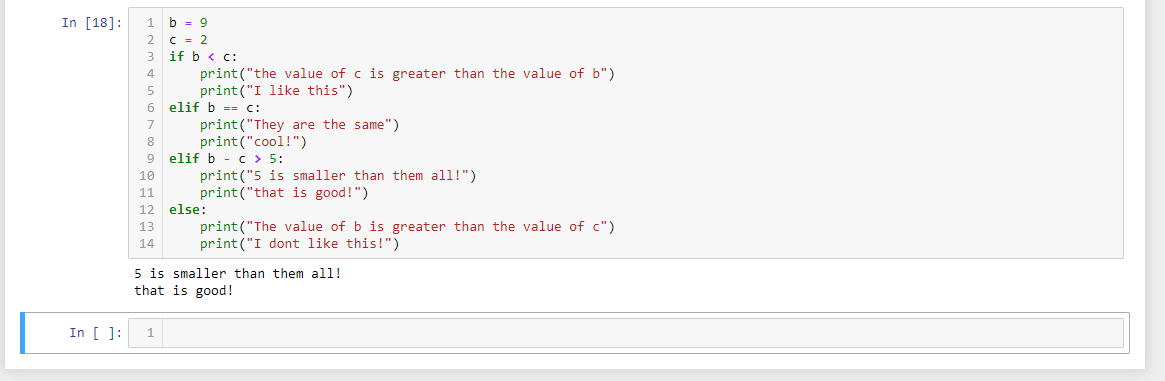 In [18]:
1 b = 9
2 c = 2
3 if b < c:
4     print("the value of c is greater than the value of b")
5     print("I like this")
6 elif b == c:
7     print("They are the same")
8     print("cool!")
9 elif b - c > 5:
10     print("5 is smaller than them all!")
11     print("that is good!")
12 else:
13     print("The value of b is greater than the value of c")
14     print("I dont like this!")
5 is smaller than them all!
that is good!
In [ ]: 1